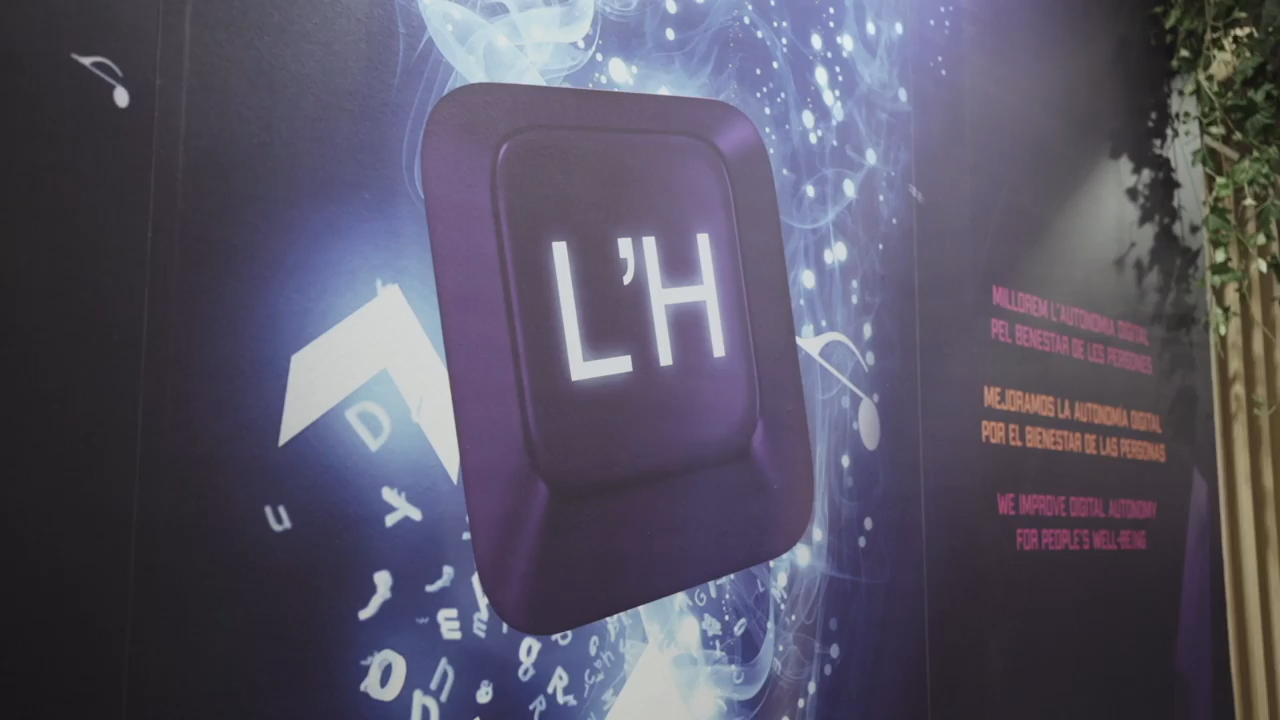 L'H
MILLOREM L'AUTONOMIA DIGITAL
PEL BENESTAR DE LES PERSONES
MEJORAMOS LA AUTONOMÍA DIGITAL
POR EL BIENESTAR DE LAS PERSONAS
WE IMPROVE DIGITAL AUTONOMY
FOR PEOPLE'S WELL-BEING
D
u
X